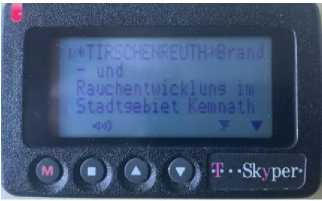 *TIRSCHENREUTH*Brand
- und
Rauchentwicklung im
Stadtgebiet Kemnath
M
T··Skyper·